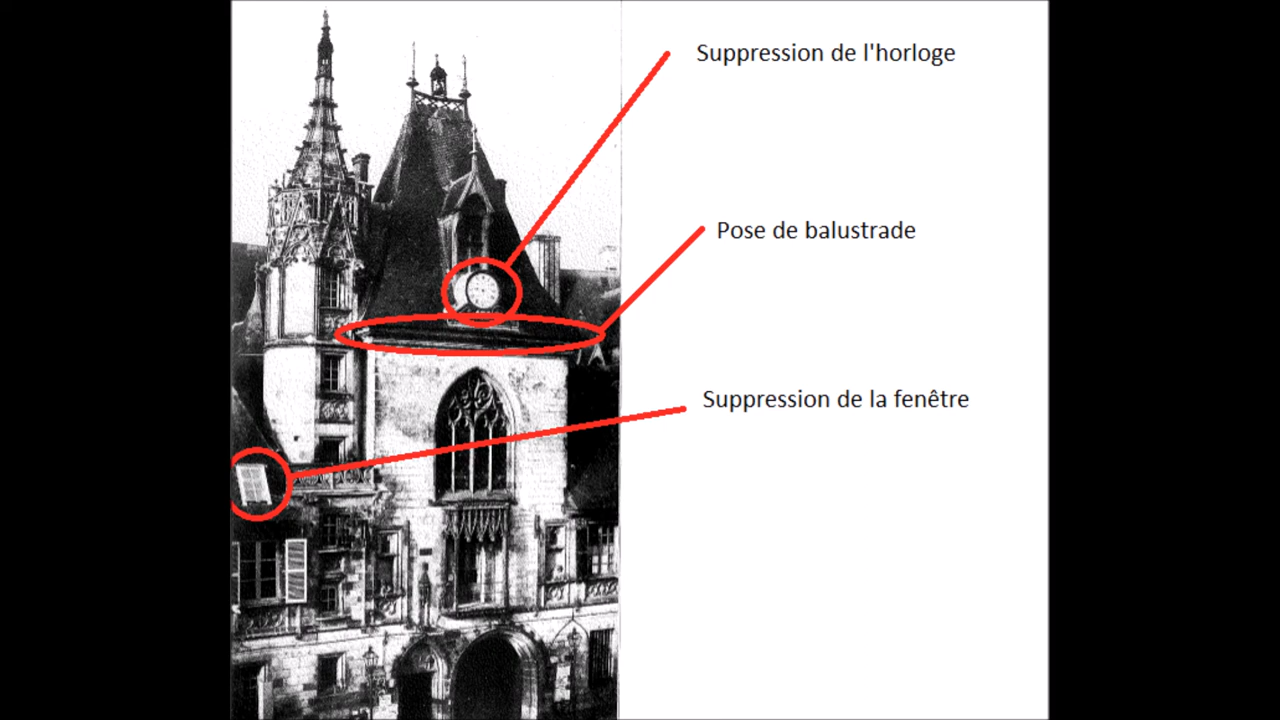 Suppression de l'horloge
Pose de balustrade
Suppression de la fenêtre